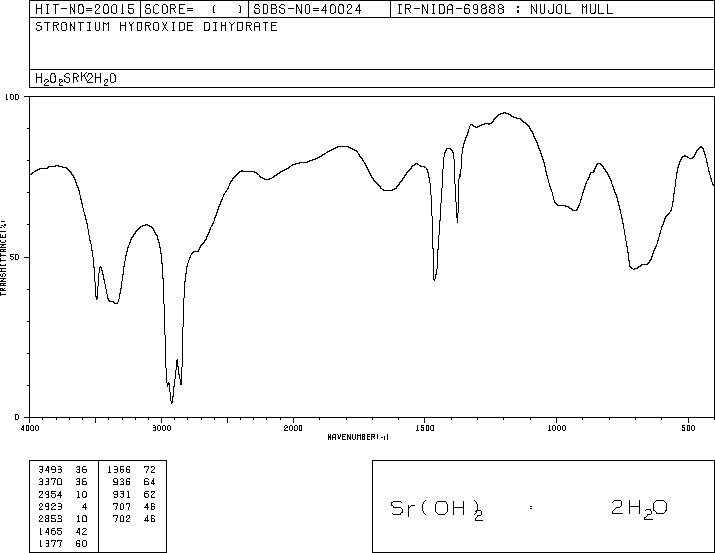 HIT-NO=20015 SCORE= ( ) SDBS-NO=40024 IR-NIDA-69888 : NUJOL MULL
STRONTIUM HYDROXIDE DIHYDRATE
H2O2SRK2H2O
100
50
0
TRANSMITTANCE(%)
4000 3000 2000 1500 1000 500
WAVENUMBER(-1)
3493 36 1366 72
3370 36 936 64
2954 10 931 62
2923 4 707 46
2853 10 702 46
1465 42
1377 60
Sr(OH)2 · 2H2O